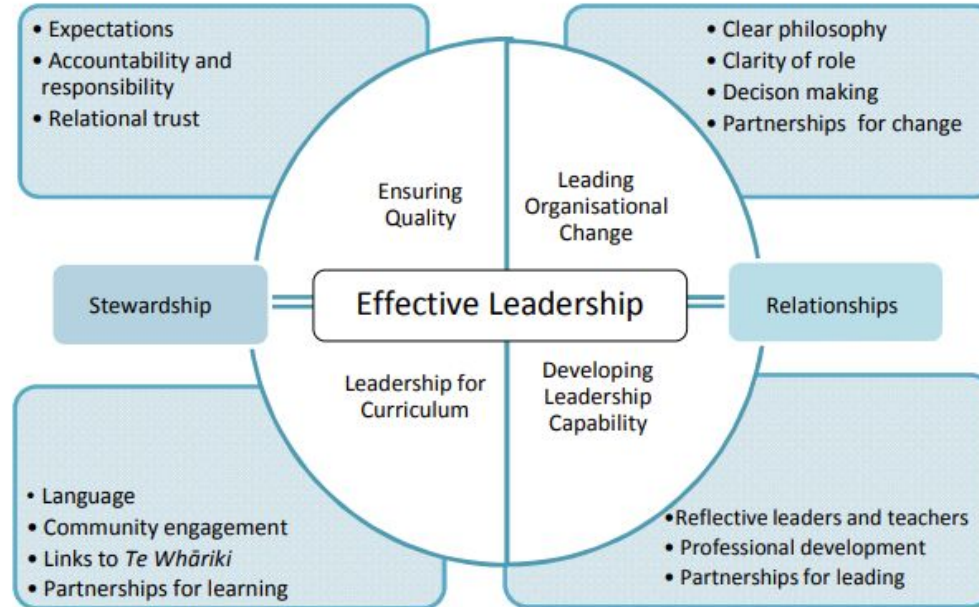 • Expectations
• Accountability and
responsibility
• Relational trust
• Clear philosophy
• Clarity of role
• Decison making
• Partnerships for change
Ensuring
Quality
Leading
Organisational
Change
Stewardship
Effective Leadership
Relationships
Leadership for
Curriculum
Developing
Leadership
Capability
• Language
• Community engagement
• Links to Te Whāriki
• Partnerships for learning
•Reflective leaders and teachers
• Professional development
• Partnerships for leading